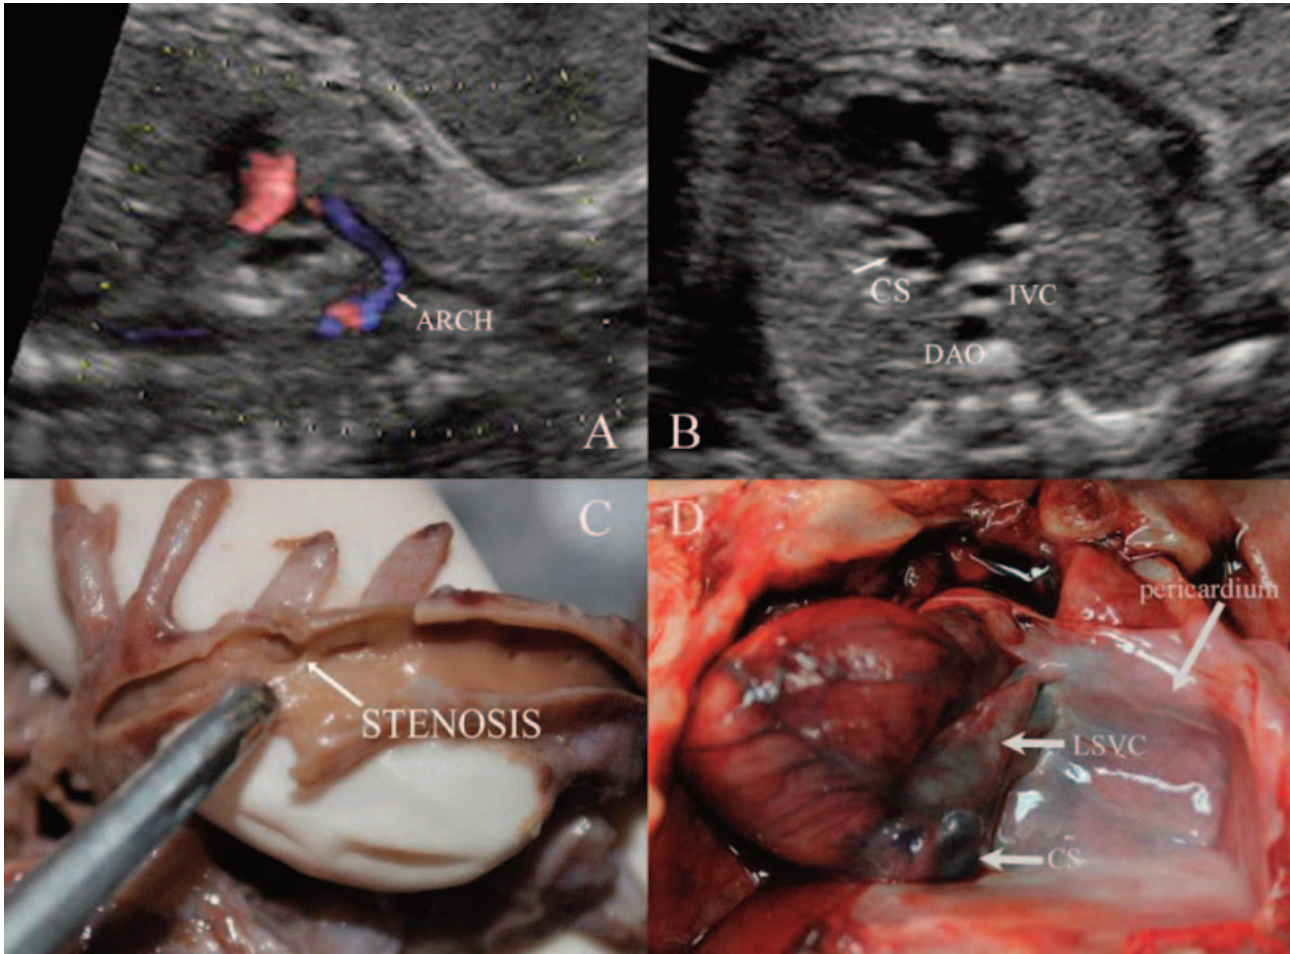 ARCH
A
CS
IVC
DAO
B
C
STENOSIS
D
pericardium
LSVC
CS